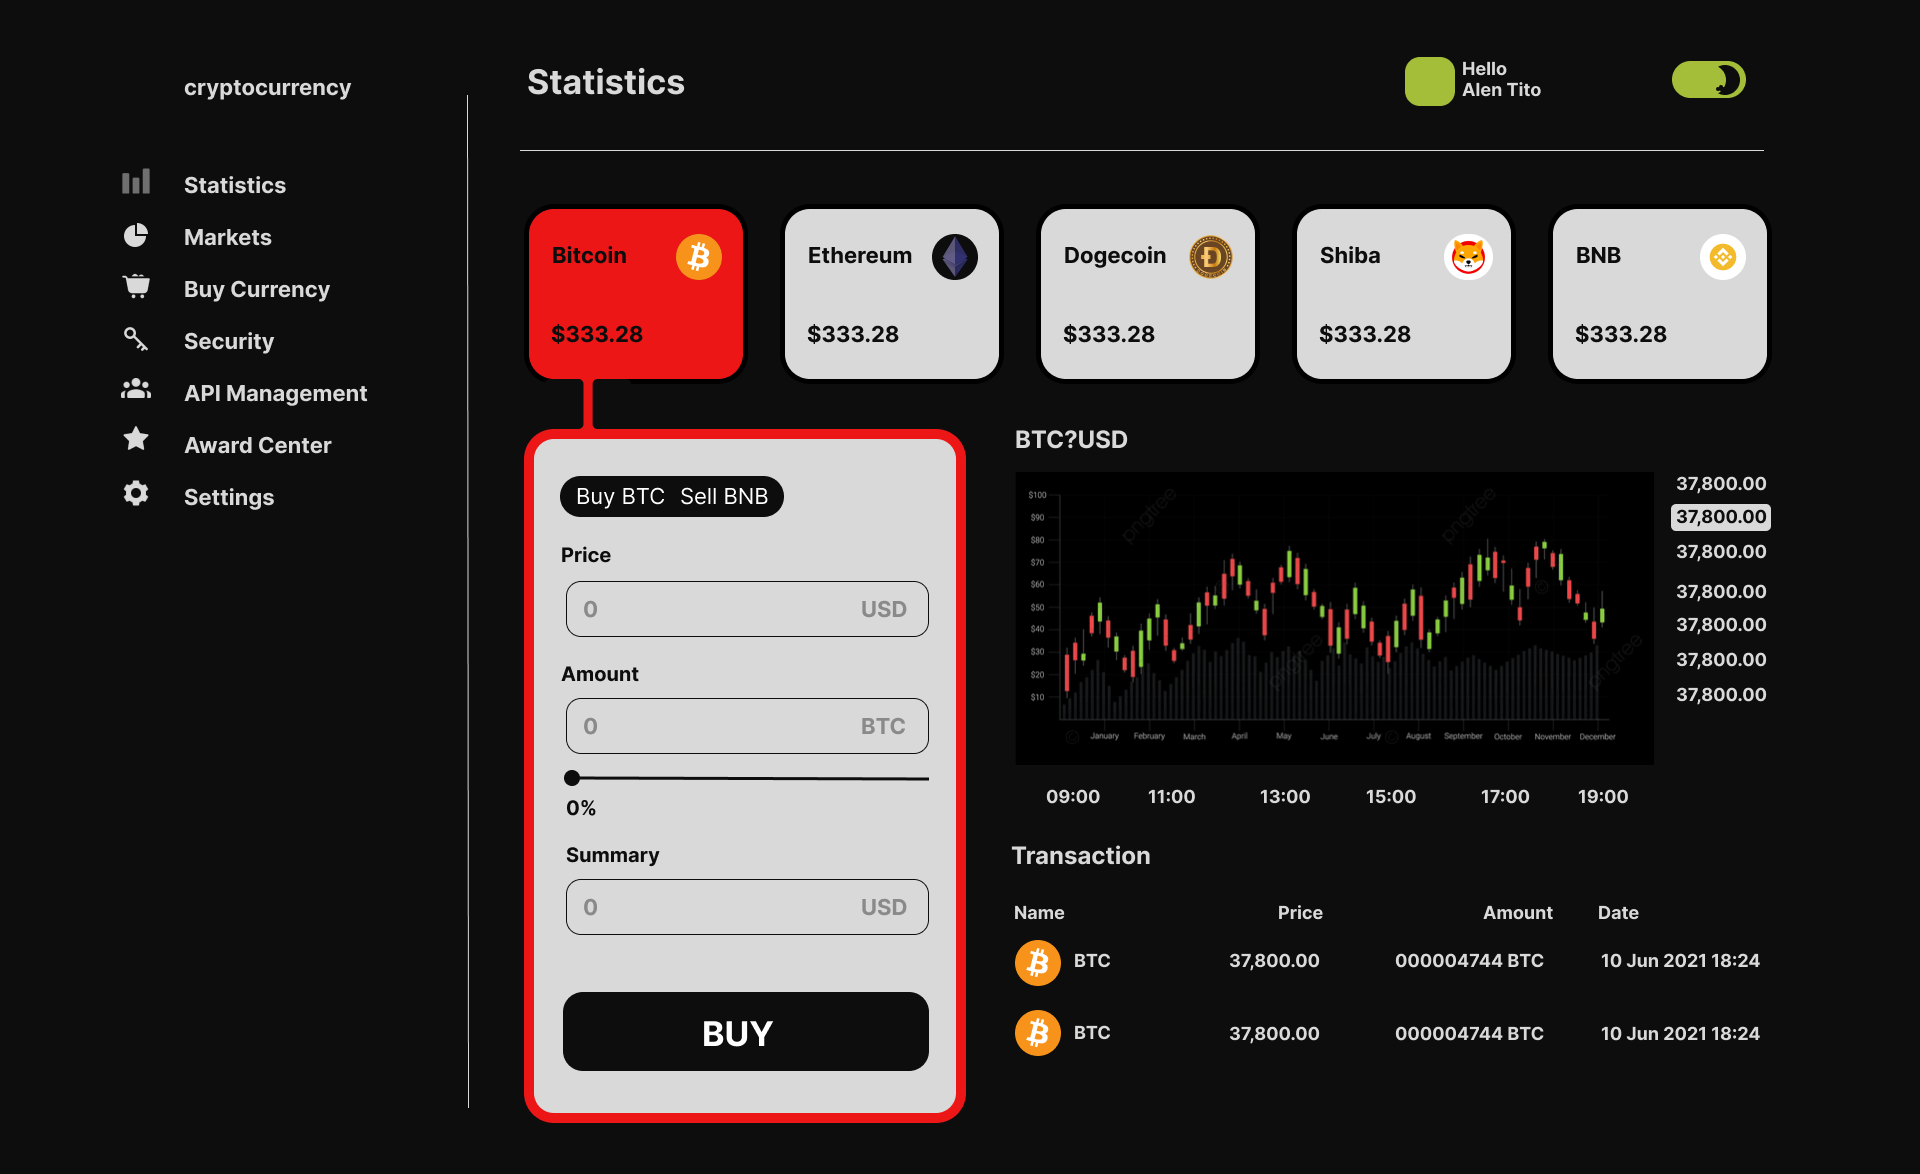 cryptocurrency
Statistics
Hello
Alen Tito
Statistics
Markets
Buy Currency
Security
API Management
Award Center
Settings
Bitcoin
$333.28
Ethereum
$333.28
Dogecoin
$333.28
Shiba
$333.28
BNB
$333.28
Buy BTC Sell BNB
Price
0 USD
Amount
0 BTC
0%
Summary
0 USD
BUY
BTC?USD
$100
$90
$80
$70
$60
$50
$40
$30
$20
$10
pngtree
pngtree
pngtree
pngtree
January February March April May June July August September October November December
37,800.00
37,800.00
37,800.00
37,800.00
37,800.00
37,800.00
37,800.00
09:00 11:00 13:00 15:00 17:00 19:00
Transaction
Name Price Amount Date
BTC 37,800.00 000004744 BTC 10 Jun 2021 18:24
BTC 37,800.00 000004744 BTC 10 Jun 2021 18:24